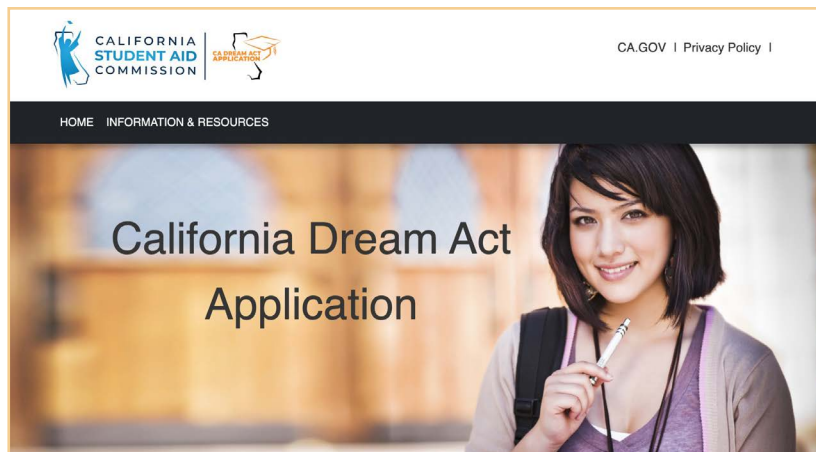 CALIFORNIA
STUDENT AID
COMMISSION
CA DREAM ACT
APPLICATION
CA.GOV | Privacy Policy |
HOME INFORMATION & RESOURCES
California Dream Act
Application